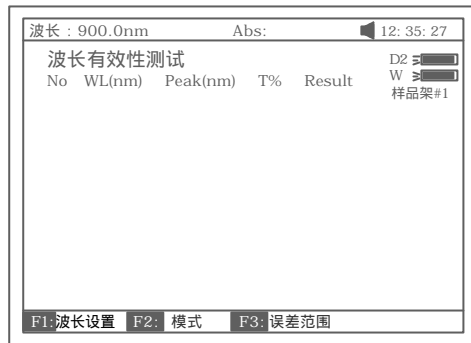 波长 : 900.0nm Abs: 12: 35: 27
波长有效性测试
D2
No WL(nm) Peak(nm) T% Result
W
样品架#1
F1:波长设置 F2: 模式 F3: 误差范围